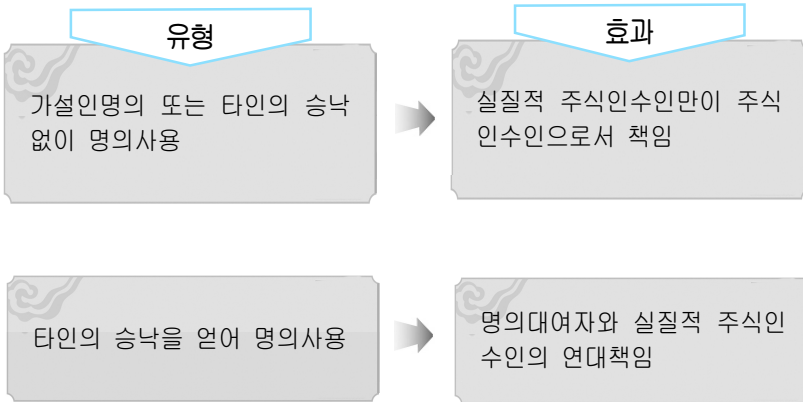 유형
효과
가설인명의 또는 타인의 승낙
없이 명의사용
실질적 주식인수인만이 주식
인수인으로서 책임
타인의 승낙을 얻어 명의사용
명의대여자와 실질적 주식인
수인의 연대책임